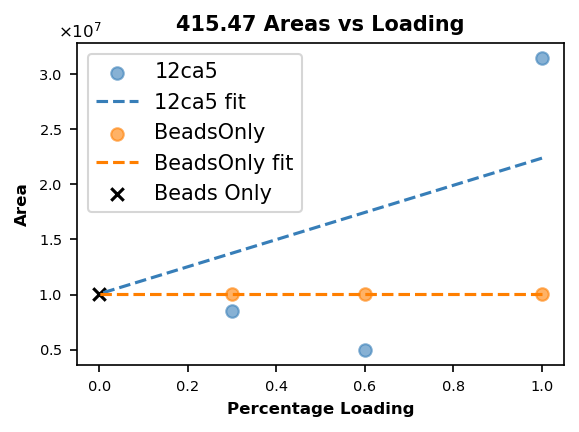 415.47 Areas vs Loading
×10⁷
12ca5
12ca5 fit
BeadsOnly
BeadsOnly fit
Beads Only
3.0
2.5
2.0
1.5
1.0
0.5
Area
0.0 0.2 0.4 0.6 0.8 1.0
Percentage Loading